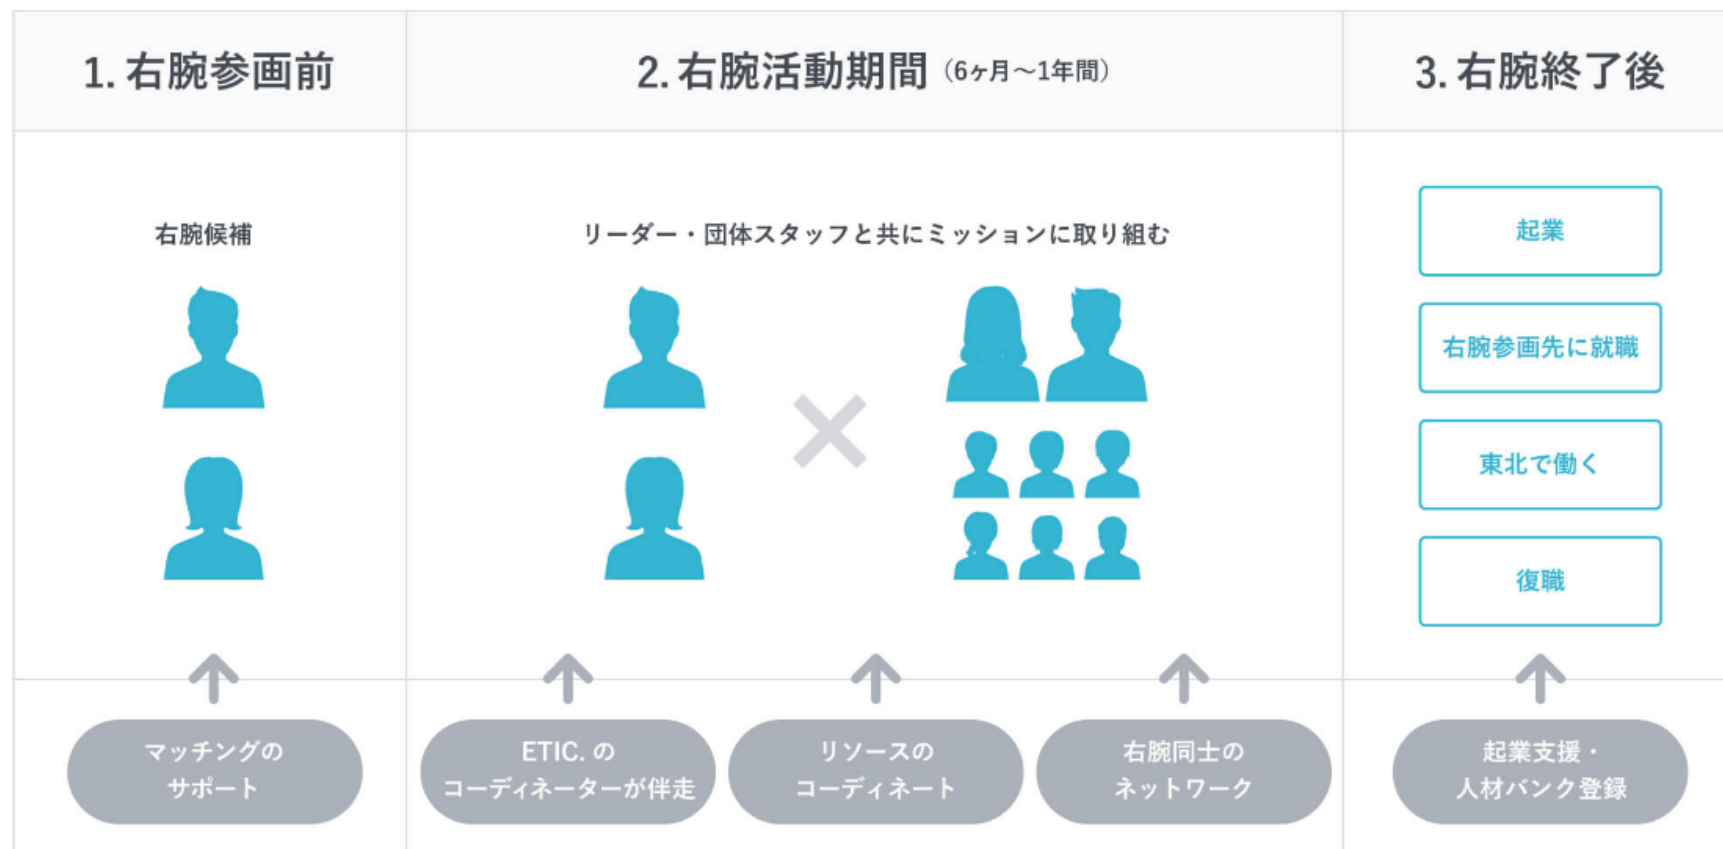 1. 右腕参画前
2. 右腕活動期間（6ヶ月〜1年間）
3. 右腕終了後
右腕候補
リーダー・団体スタッフと共にミッションに取り組む
起業
右腕参画先に就職
東北で働く
復職
マッチングの
サポート
ETIC. の
コーディネーターが伴走
リソースの
コーディネート
右腕同士の
ネットワーク
起業支援・
人材バンク登録